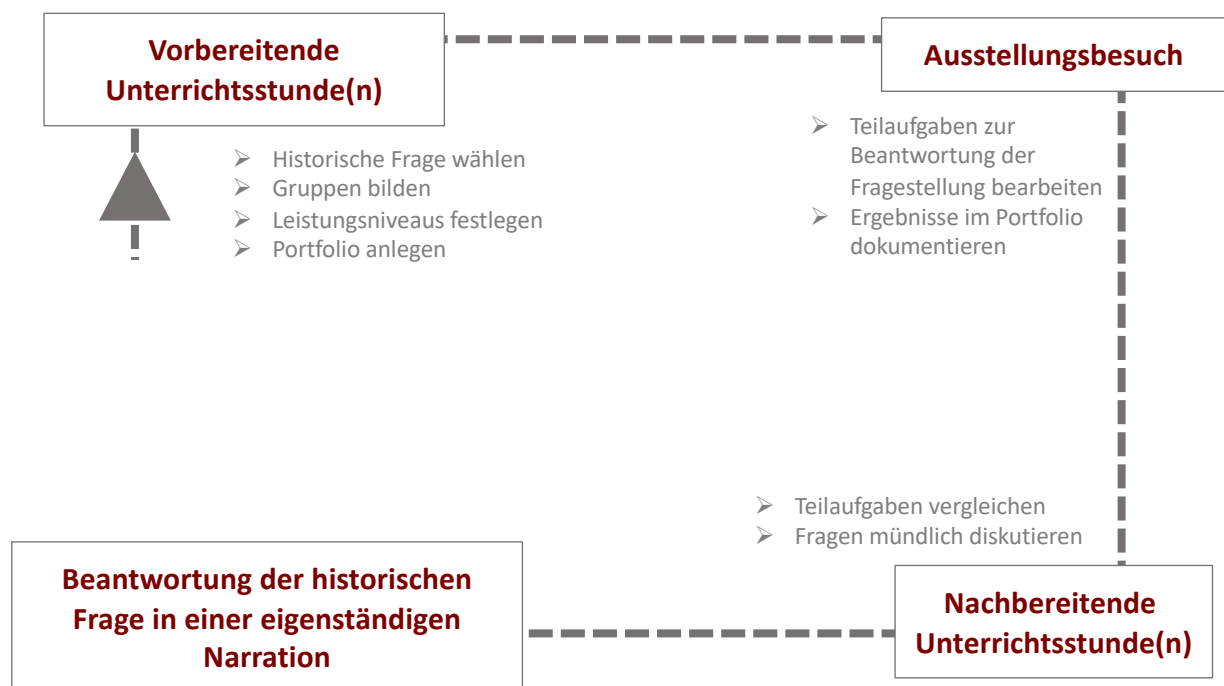 Vorbereitende
Unterrichtsstunde(n)
➢ Historische Frage wählen
➢ Gruppen bilden
➢ Leistungsniveaus festlegen
➢ Portfolio anlegen
Ausstellungsbesuch
➢ Teilaufgaben zur
Beantwortung der
Fragestellung bearbeiten
➢ Ergebnisse im Portfolio
dokumentieren
➢ Teilaufgaben vergleichen
➢ Fragen mündlich diskutieren
Nachbereitende
Unterrichtsstunde(n)
Beantwortung der historischen
Frage in einer eigenständigen
Narration